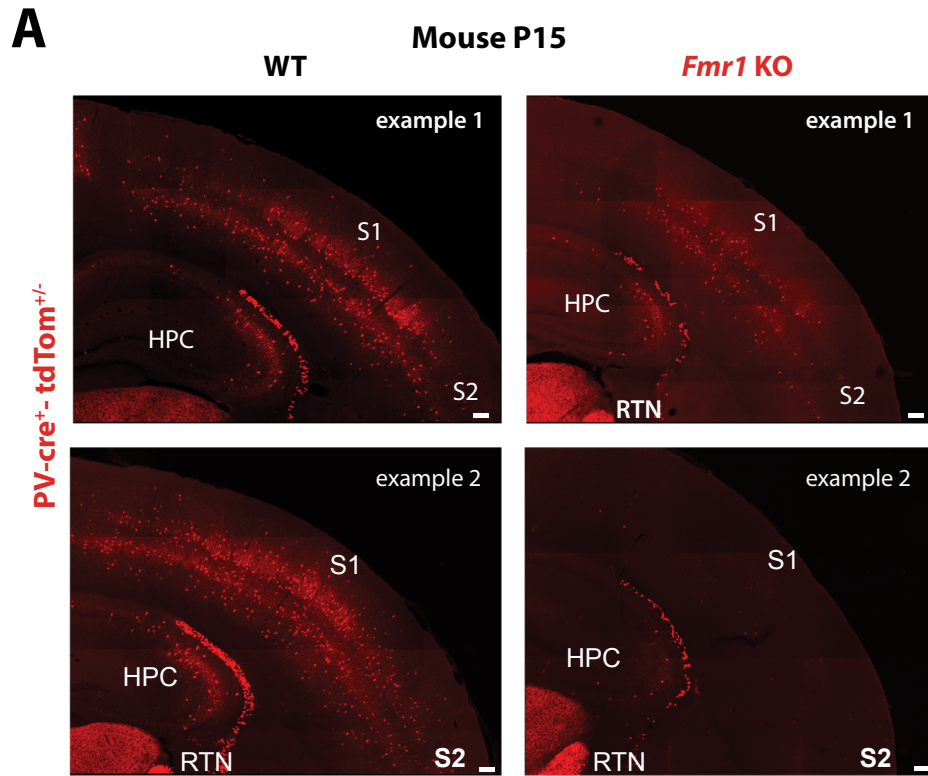 A
Mouse P15
WT
Fmr1 KO
PV-cre+- tdTom+/-
example 1
S1
HPC
S2
example 1
S1
HPC
RTN
S2
example 2
S1
HPC
RTN
S2
example 2
S1
HPC
RTN
S2